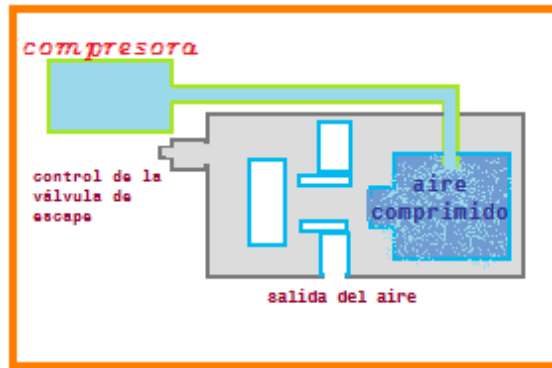 compresora
control de la
válvula de
escape
aire
comprimido
salida del aire